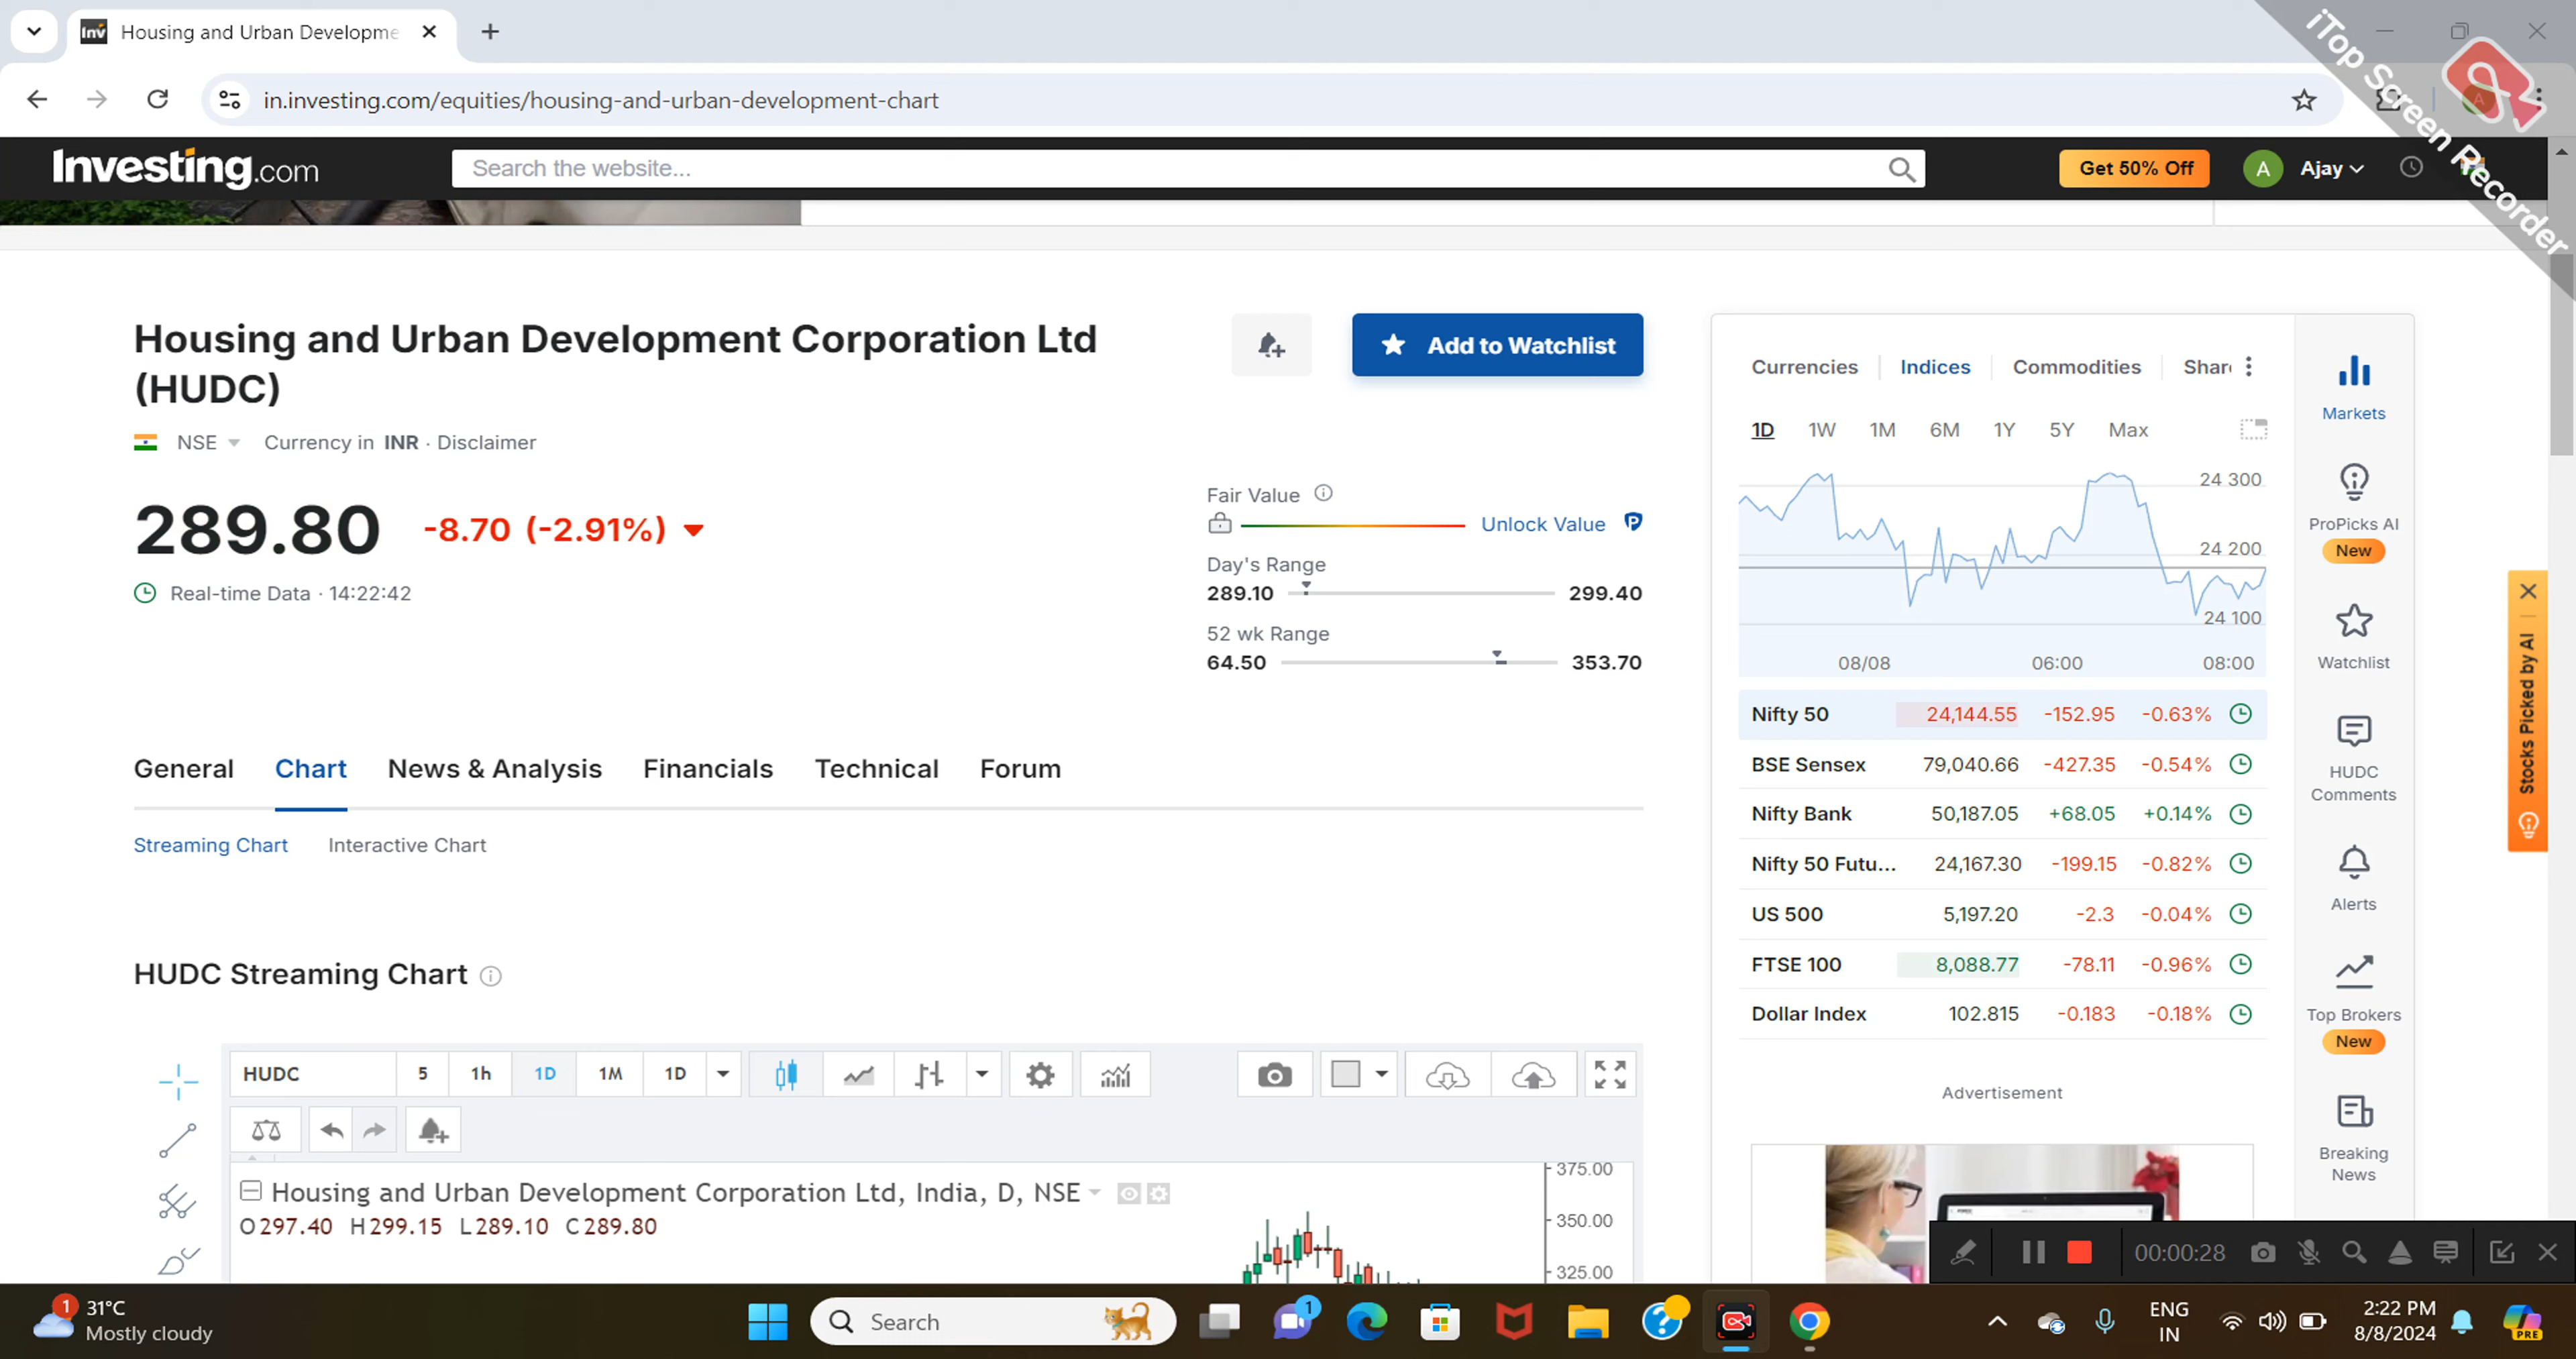 Housing and Urban Developme
in.investing.com/equities/housing-and-urban-development-chart
iTop Screen Recorder
Investing.com
Search the website...
Get 50% Off
A
Ajay
Housing and Urban Development Corporation Ltd
(HUDC)
Add to Watchlist
NSE Currency in INR · Disclaimer
289.80 -8.70 (-2.91%)
Real-time Data · 14:22:42
Fair Value
Unlock Value
Day's Range
289.10 299.40
52 wk Range
64.50 353.70
General Chart News & Analysis Financials Technical Forum
Streaming Chart Interactive Chart
HUDC Streaming Chart
HUDC 5 1h 1D 1M 1D
Housing and Urban Development Corporation Ltd, India, D, NSE
O297.40 H299.15 L289.10 C289.80
375.00
350.00
325.00
Currencies Indices Commodities Shar
1D 1W 1M 6M 1Y 5Y Max
24 300
24 200
24 100
08/08 06:00 08:00
Nifty 50 24,144.55 -152.95 -0.63%
BSE Sensex 79,040.66 -427.35 -0.54%
Nifty Bank 50,187.05 +68.05 +0.14%
Nifty 50 Futu... 24,167.30 -199.15 -0.82%
US 500 5,197.20 -2.3 -0.04%
FTSE 100 8,088.77 -78.11 -0.96%
Dollar Index 102.815 -0.183 -0.18%
Advertisement
Markets
ProPicks AI
New
Watchlist
HUDC
Comments
Alerts
Top Brokers
New
Breaking
News
Stocks Picked by AI
00:00:28
1
31°C
Mostly cloudy
Search
1
ENG
IN
2:22 PM
8/8/2024
PRE